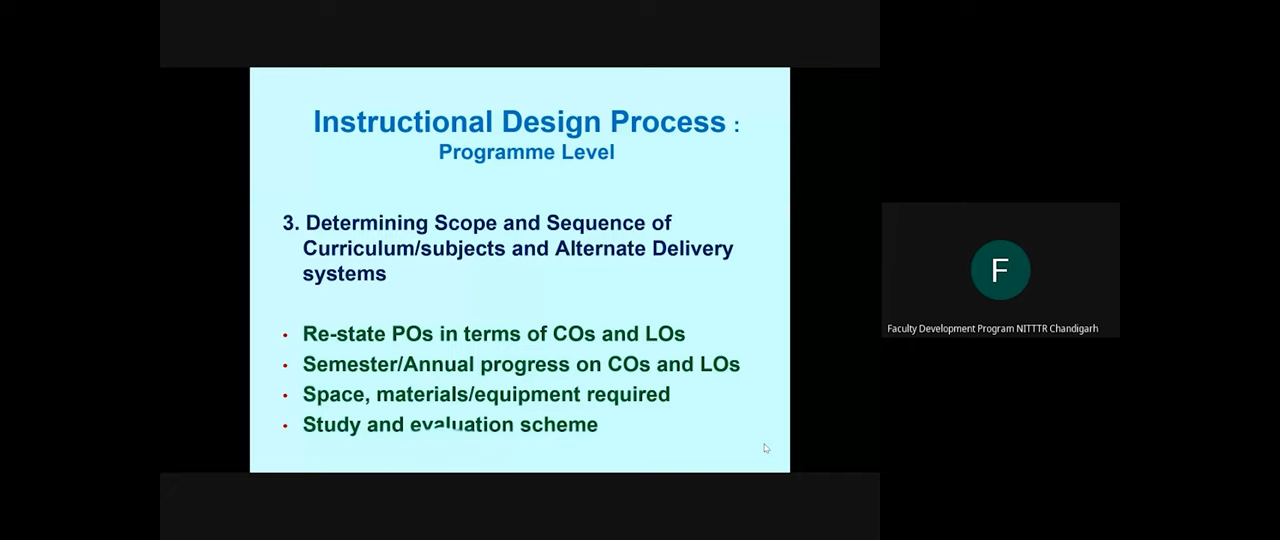 Instructional Design Process :
Programme Level
3. Determining Scope and Sequence of
Curriculum/subjects and Alternate Delivery
systems
• Re-state POs in terms of COs and LOs
• Semester/Annual progress on COs and LOs
• Space, materials/equipment required
• Study and evaluation scheme
F
Faculty Development Program NITTTR Chandigarh